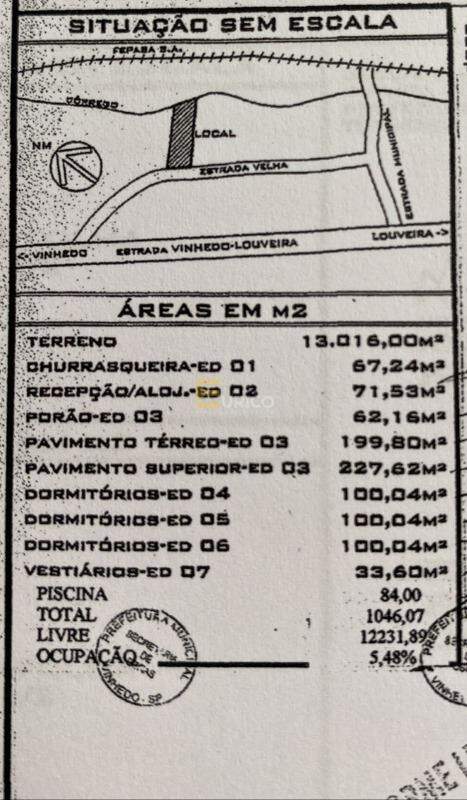 SITUAÇÃO SEM ESCALA
FEPASA S.A.
CÓRREGO
LOCAL
NM
ESTRADA VELHA
ESTRADA MUNICIPAL
LOUVEIRA ->
<- VINHEDO ESTRADA VINHEDO-LOUVEIRA
ÁREAS EM M2
TERRENO 13.016,00M²
CHURRASQUEIRA-ED 01 67,24M²
RECEPÇÃO/ALOJ.-ED 02 71,53M²
PORÃO-ED 03 62,16M²
PAVIMENTO TÉRREO-ED 03 199,80M²
PAVIMENTO SUPERIOR-ED 03 227,62M²
DORMITÓRIOS-ED 04 100,04M²
DORMITÓRIOS-ED 05 100,04M²
DORMITÓRIOS-ED 06 100,04M²
VESTIÁRIOS-ED 07 33,60M²
PISCINA 84,00
TOTAL 1046,07
LIVRE 12231,89
OCUPAÇÃO 5,48%
PREFEITURA MUNICIPAL
VINHEDO - SP